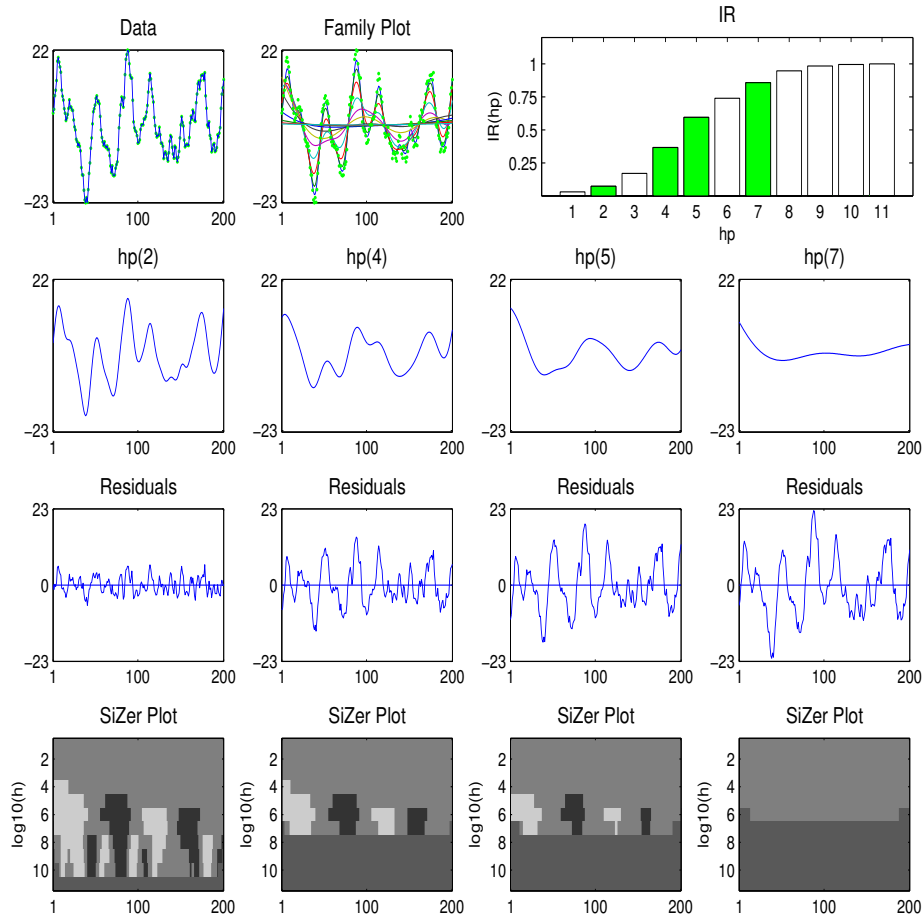 Data
22
−23
1 100 200
Family Plot
22
−23
1 100 200
IR
IR(hp)
1
0.75
0.5
0.25
1 2 3 4 5 6 7 8 9 10 11
hp
hp(2)
22
−23
1 100 200
hp(4)
22
−23
1 100 200
hp(5)
22
−23
1 100 200
hp(7)
22
−23
1 100 200
Residuals
23
0
−23
1 100 200
Residuals
23
0
−23
1 100 200
Residuals
23
0
−23
1 100 200
Residuals
23
0
−23
1 100 200
SiZer Plot
log10(h)
2
4
6
8
10
1 100 200
SiZer Plot
log10(h)
2
4
6
8
10
1 100 200
SiZer Plot
log10(h)
2
4
6
8
10
1 100 200
SiZer Plot
log10(h)
2
4
6
8
10
1 100 200